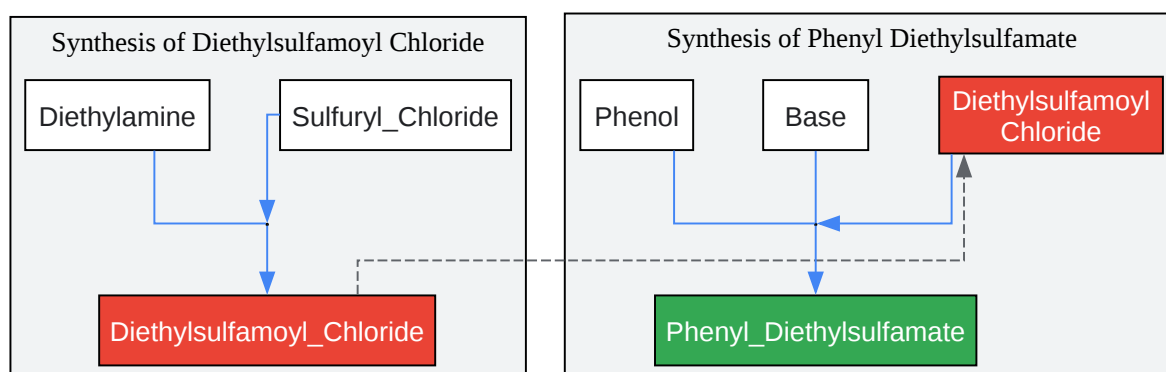 Synthesis of Diethylsulfamoyl Chloride
Diethylamine
Sulfuryl_Chloride
Diethylsulfamoyl_Chloride
Synthesis of Phenyl Diethylsulfamate
Phenol
Base
Diethylsulfamoyl
Chloride
Phenyl_Diethylsulfamate